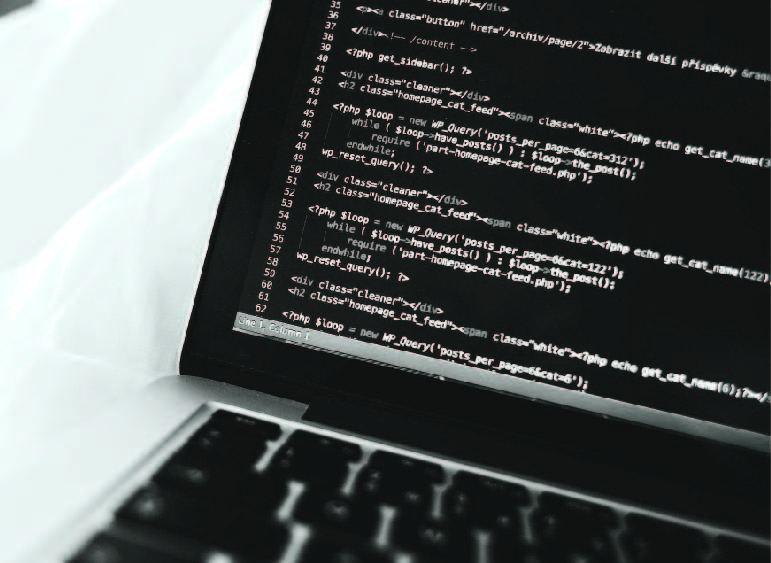 35 cleaner"></div>
36 <p><a class="button" href="/archiv/page/2">Zobrazit další příspěvky &raqu
37
38 </div><!-- /content -->
39
40 <?php get_sidebar(); ?>
41
42 <div class="cleaner"></div>
43 <h2 class="homepage_cat_feed"><span class="white"><?php echo get_cat_name(3
44
45 <?php $loop = new WP_Query('posts_per_page=6&cat=312');
46 while ( $loop->have_posts() ) : $loop->the_post();
47 require ('part-homepage-cat-feed.php');
48 endwhile;
49 wp_reset_query(); ?>
50
51 <div class="cleaner"></div>
52 <h2 class="homepage_cat_feed"><span class="white"><?php echo get_cat_name(122);
53
54 <?php $loop = new WP_Query('posts_per_page=6&cat=122');
55 while ( $loop->have_posts() ) : $loop->the_post();
56 require ('part-homepage-cat-feed.php');
57 endwhile;
58 wp_reset_query(); ?>
59
60 <div class="cleaner"></div>
61 <h2 class="homepage_cat_feed"><span class="white"><?php echo get_cat_name(6);?></
62
<?php $loop = new WP_Query('posts_per_page=6&cat=6');
Line 1, Column 1